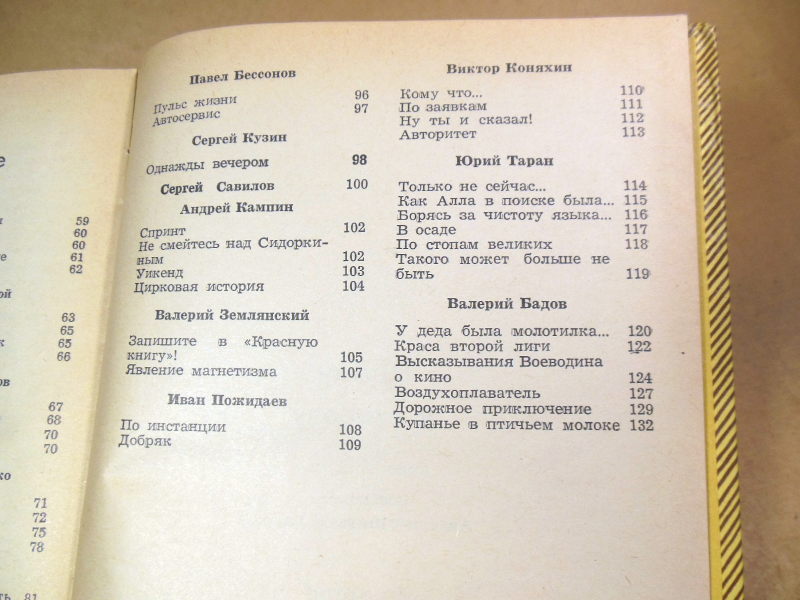 е
59
60
60
е 61
62
ой
63
65
к 65
66
ов
67
68
70
70
ко
71
72
75
78
ть 81
Павел Бессонов
Пульс жизни 96
Автосервис 97
Сергей Кузин
Однажды вечером 98
Сергей Савилов 100
Андрей Кампин
Спринт 102
Не смейтесь над Сидорки-
ным 102
Уикенд 103
Цирковая история 104
Валерий Землянский
Запишите в «Красную
книгу»! 105
Явление магнетизма 107
Иван Пожидаев
По инстанции 108
Добряк 109
Виктор Коняхин
Кому что... 110
По заявкам 111
Ну ты и сказал! 112
Авторитет 113
Юрий Таран
Только не сейчас... 114
Как Алла в поиске была... 115
Борясь за чистоту языка... 116
В осаде 117
По стопам великих 118
Такого может больше не
быть 119
Валерий Бадов
У деда была молотилка... 120
Краса второй лиги 122
Высказывания Воеводина
о кино 124
Воздухоплаватель 127
Дорожное приключение 129
Купанье в птичьем молоке 132